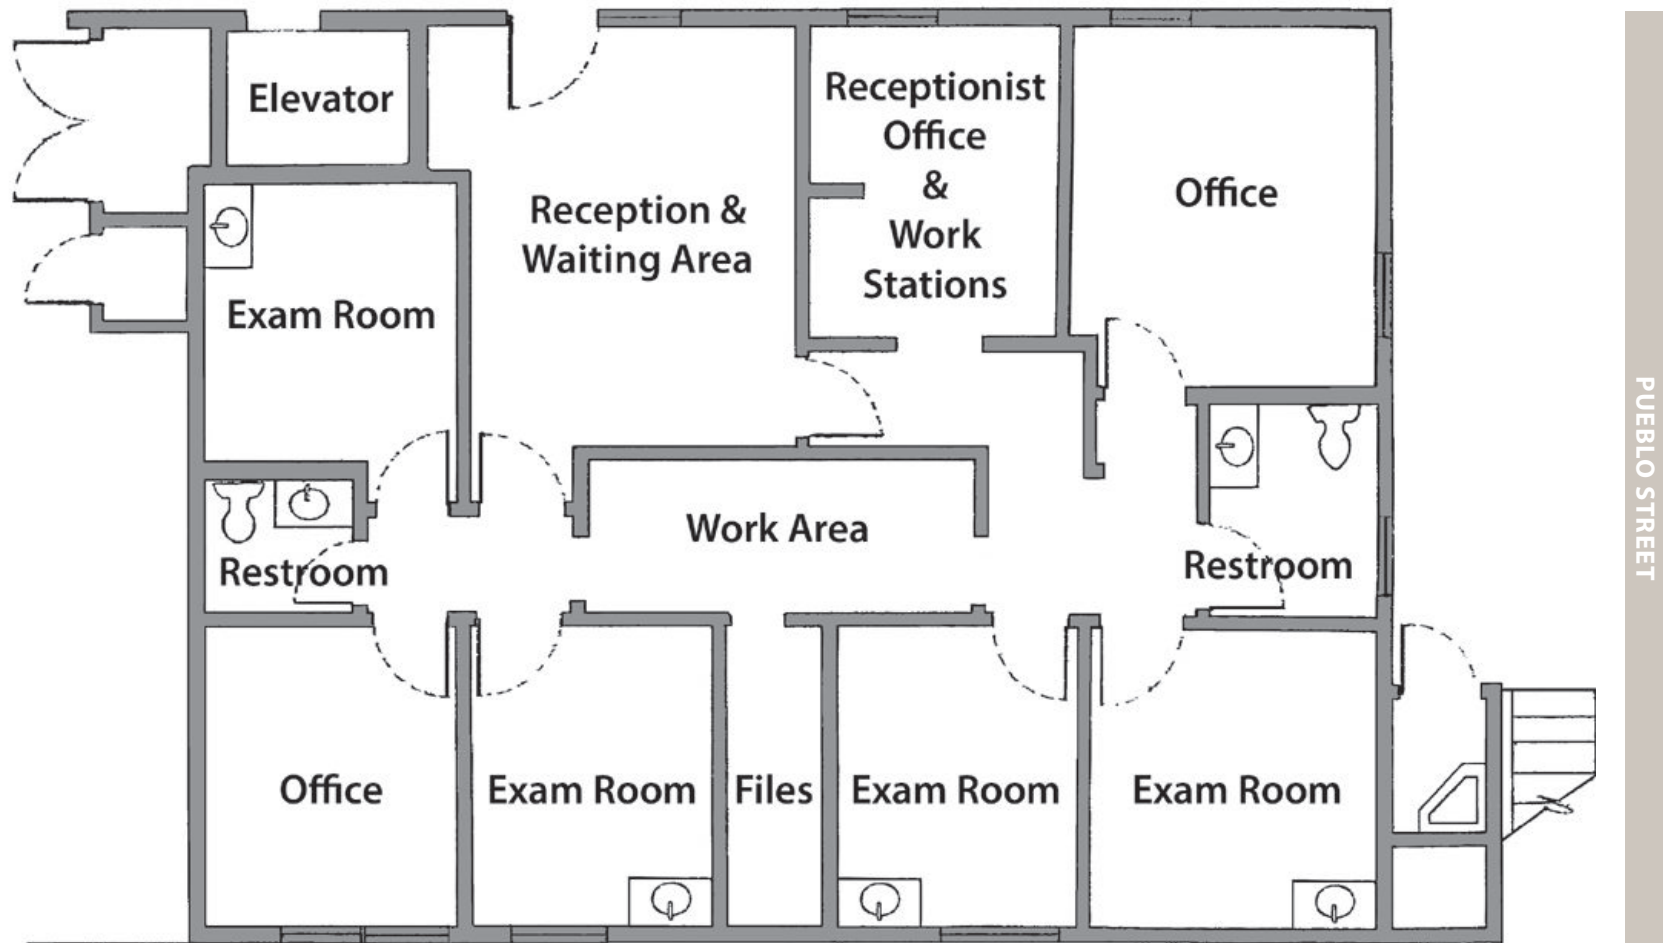 Elevator
Receptionist
Office
&
Work
Stations
Reception &
Waiting Area
Office
Exam Room
Work Area
Restroom
Restroom
Office
Exam Room
Files
Exam Room
Exam Room
PUEBLO STREET